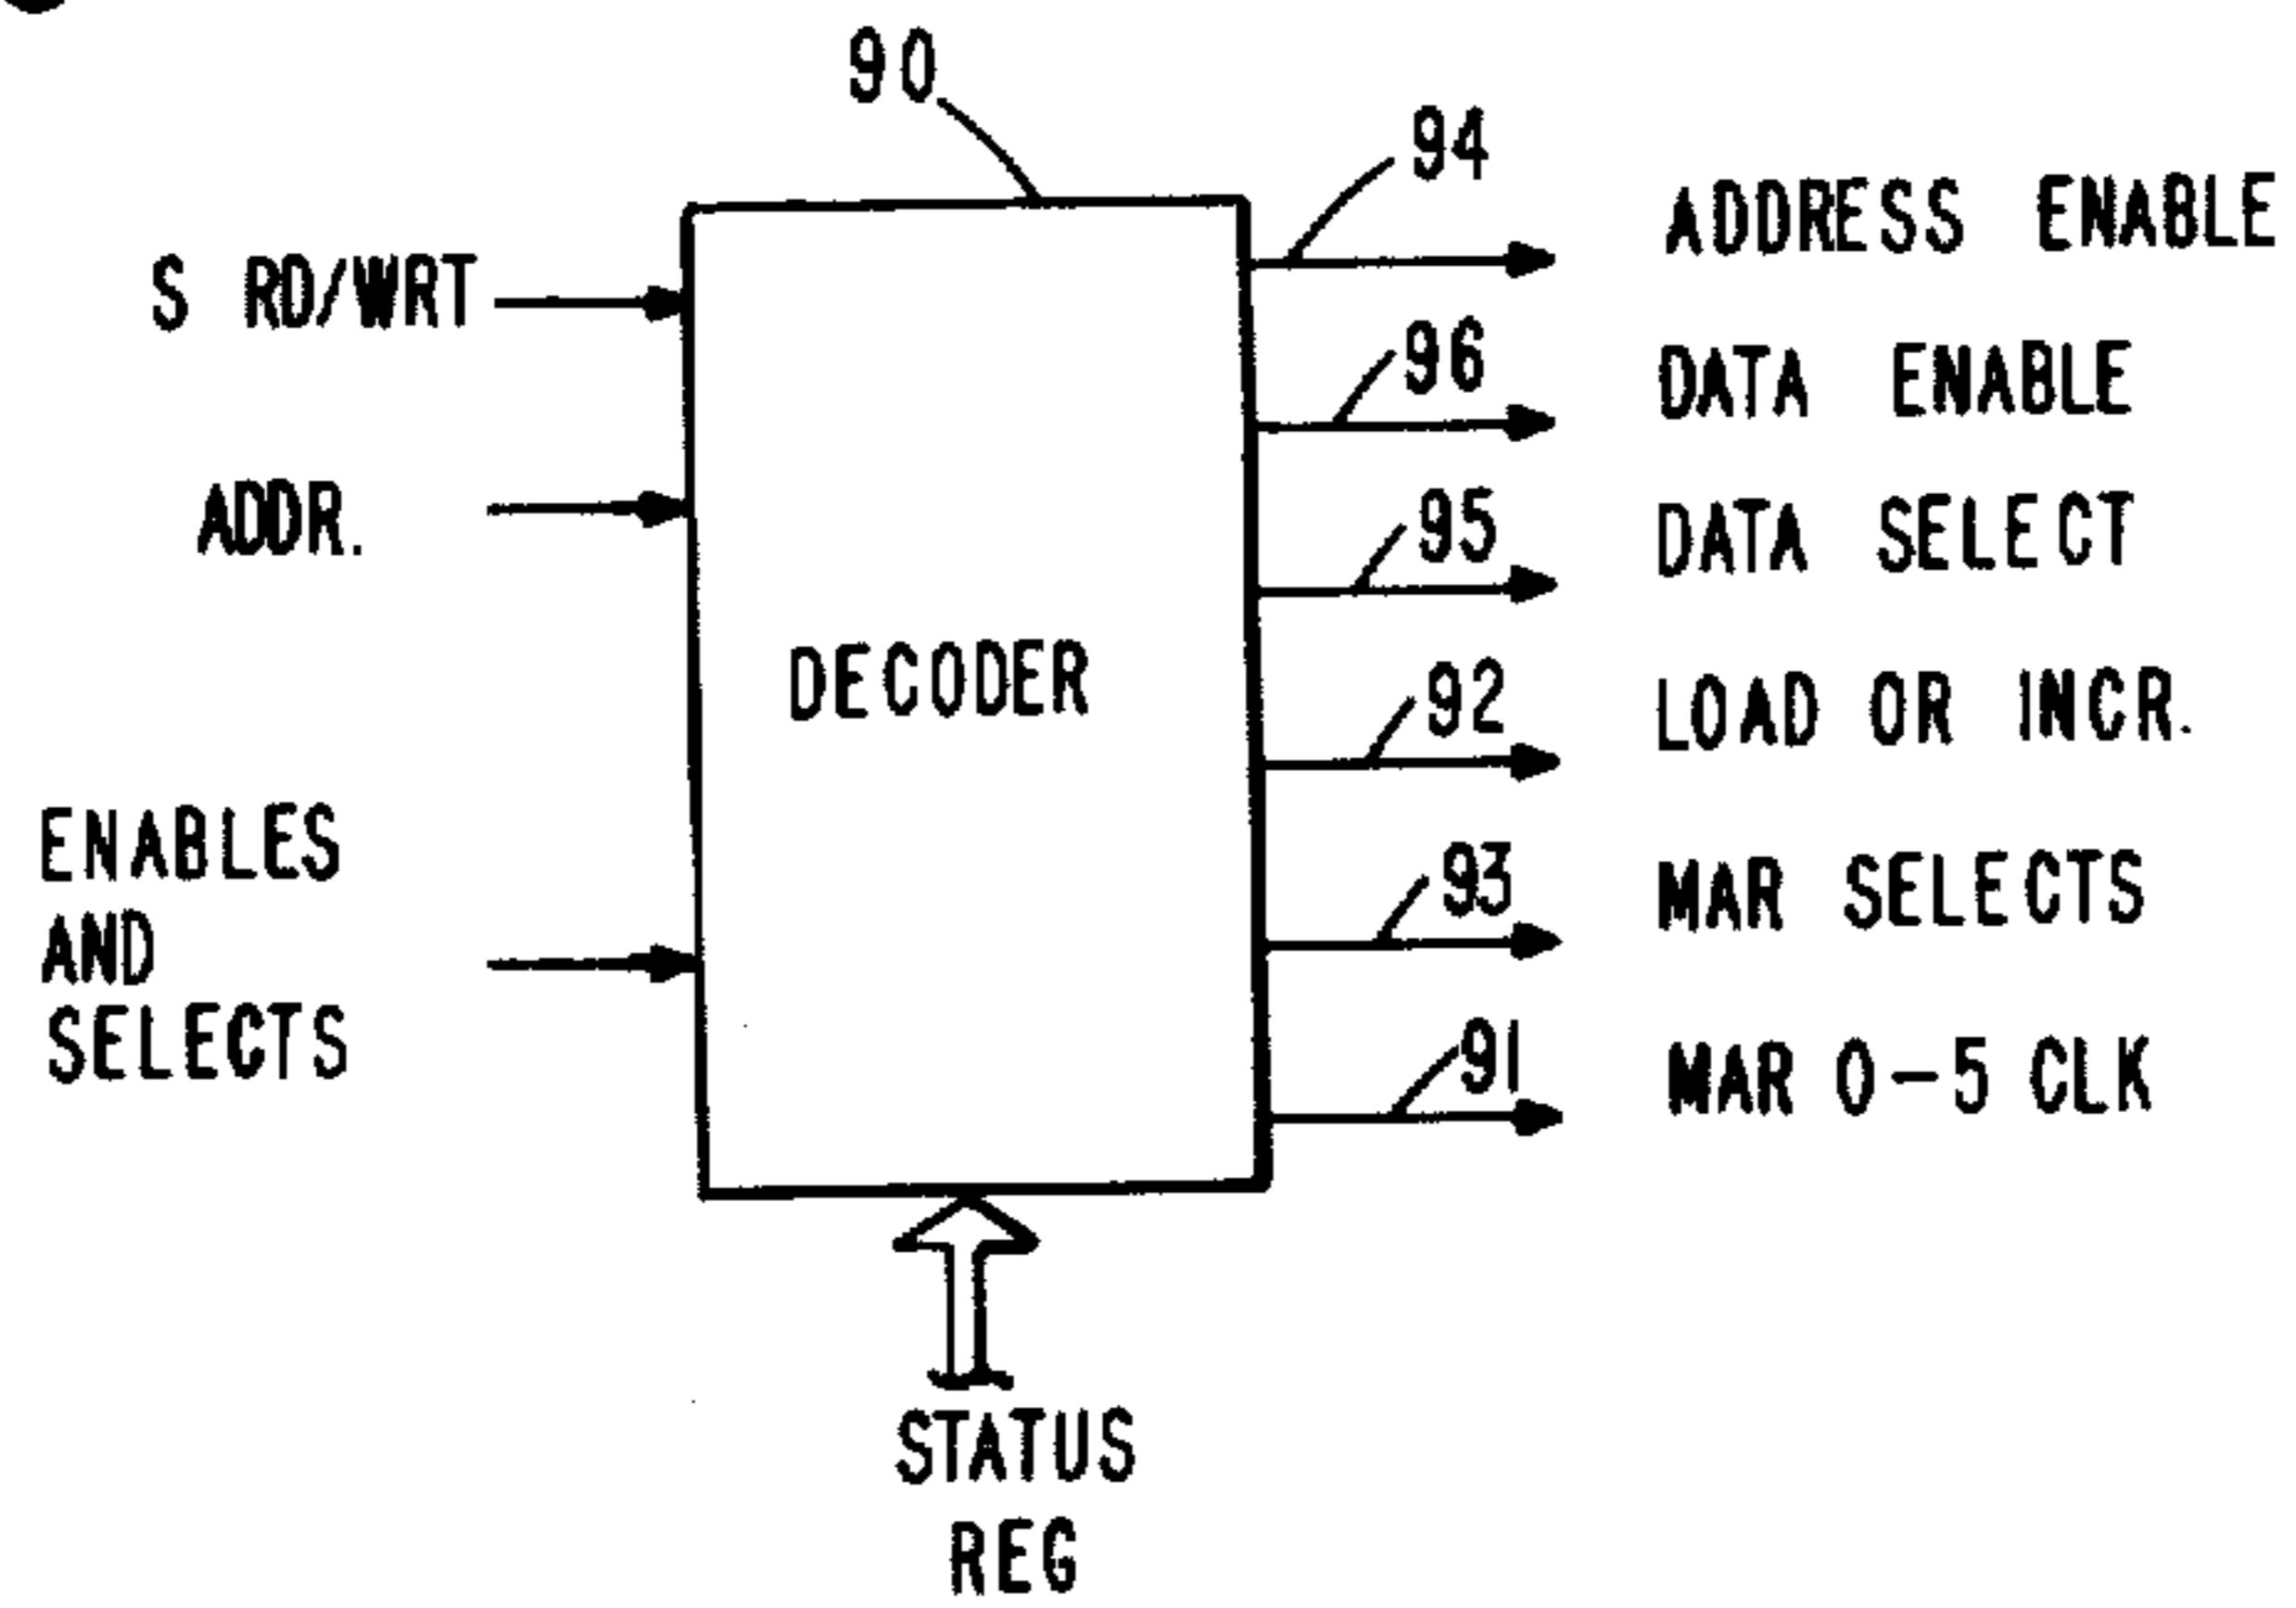 90
94
ADDRESS ENABLE
S RD/WRT
96
DATA ENABLE
ADDR.
95
DATA SELECT
DECODER
92
LOAD OR INCR.
ENABLES
AND
SELECTS
93
MAR SELECTS
91
MAR 0-5 CLK
STATUS
REG